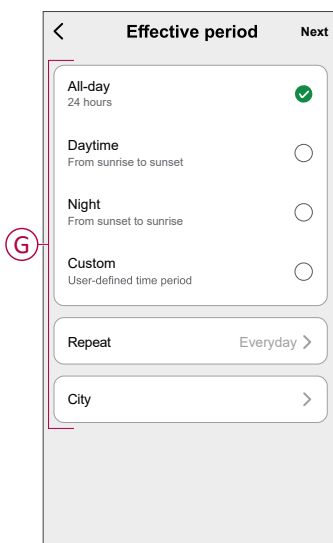 Effective period Next
All-day
24 hours
Daytime
From sunrise to sunset
Night
From sunset to sunrise
G
Custom
User-defined time period
Repeat Everyday
City